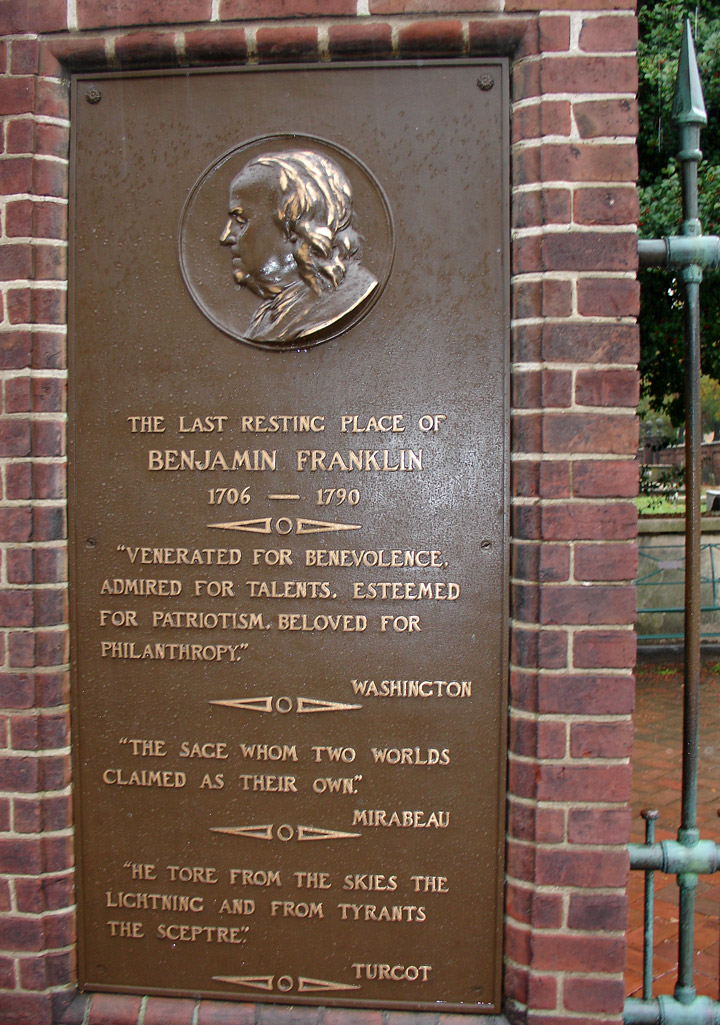 THE LAST RESTING PLACE OF
BENJAMIN FRANKLIN
1706 — 1790
"VENERATED FOR BENEVOLENCE,
ADMIRED FOR TALENTS. ESTEEMED
FOR PATRIOTISM, BELOVED FOR
PHILANTHROPY."
WASHINGTON
"THE SAGE WHOM TWO WORLDS
CLAIMED AS THEIR OWN."
MIRABEAU
"HE TORE FROM THE SKIES THE
LIGHTNING AND FROM TYRANTS
THE SCEPTRE."
TURGOT